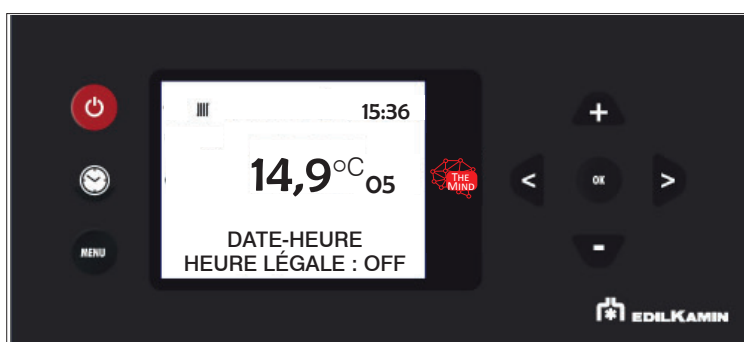 15:36
14,9°C 05
THE
MIND
DATE-HEURE
HEURE LÉGALE : OFF
MENU
+
<
OK
>
-
EDILKAMIN